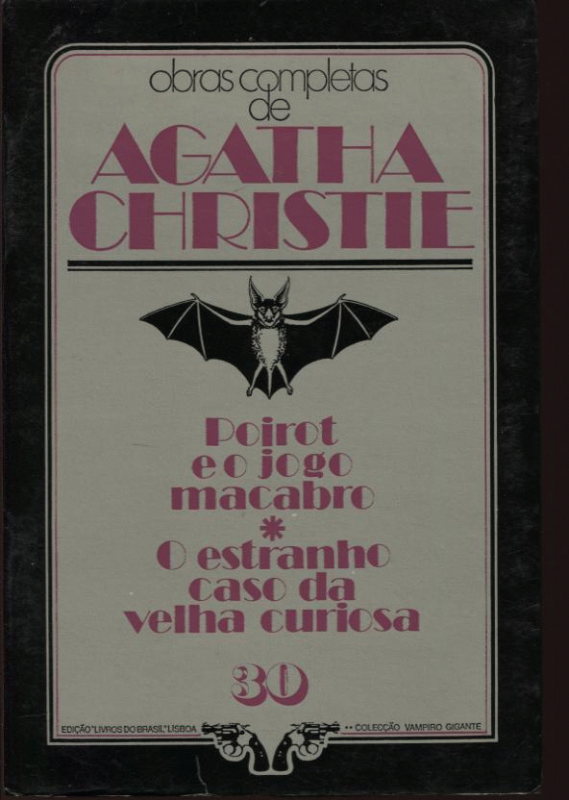 obras completas
de
AGATHA
CHRISTIE
Poirot
e o jogo
macabro
*
O estranho
caso da
velha curiosa
30
EDIÇÃO "LIVROS DO BRASIL" LISBOA
•• COLECÇÃO VAMPIRO GIGANTE